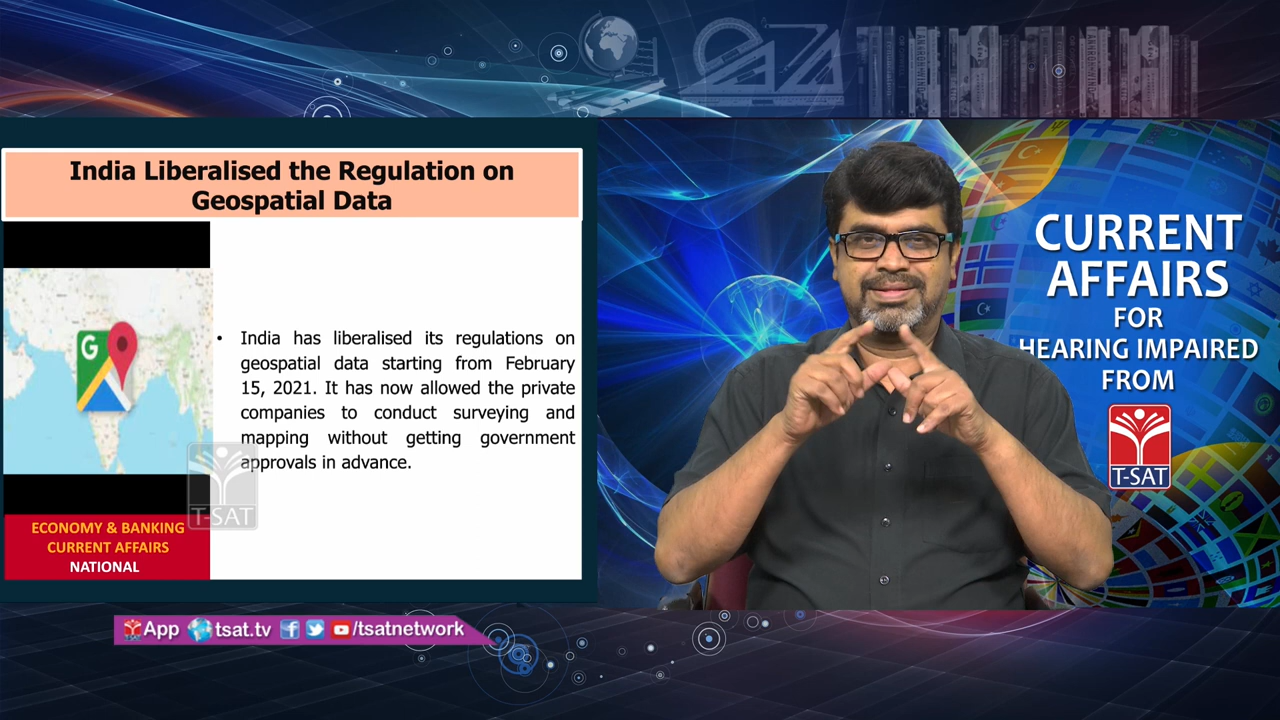 India Liberalised the Regulation on
Geospatial Data
G
• India has liberalised its regulations on
geospatial data starting from February
15, 2021. It has now allowed the private
companies to conduct surveying and
mapping without getting government
approvals in advance.
T-SAT
ECONOMY & BANKING
CURRENT AFFAIRS
NATIONAL
CURRENT
AFFAIRS
FOR
HEARING IMPAIRED
FROM
T-SAT
App tsat.tv /tsatnetwork